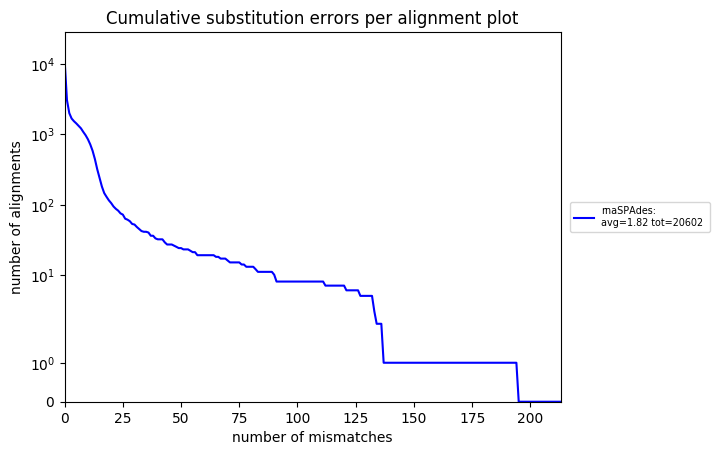 Cumulative substitution errors per alignment plot
number of alignments
10^4
10^3
10^2
10^1
10^0
0
0 25 50 75 100 125 150 175 200
number of mismatches
rnaSPAdes:
avg=1.82 tot=20602